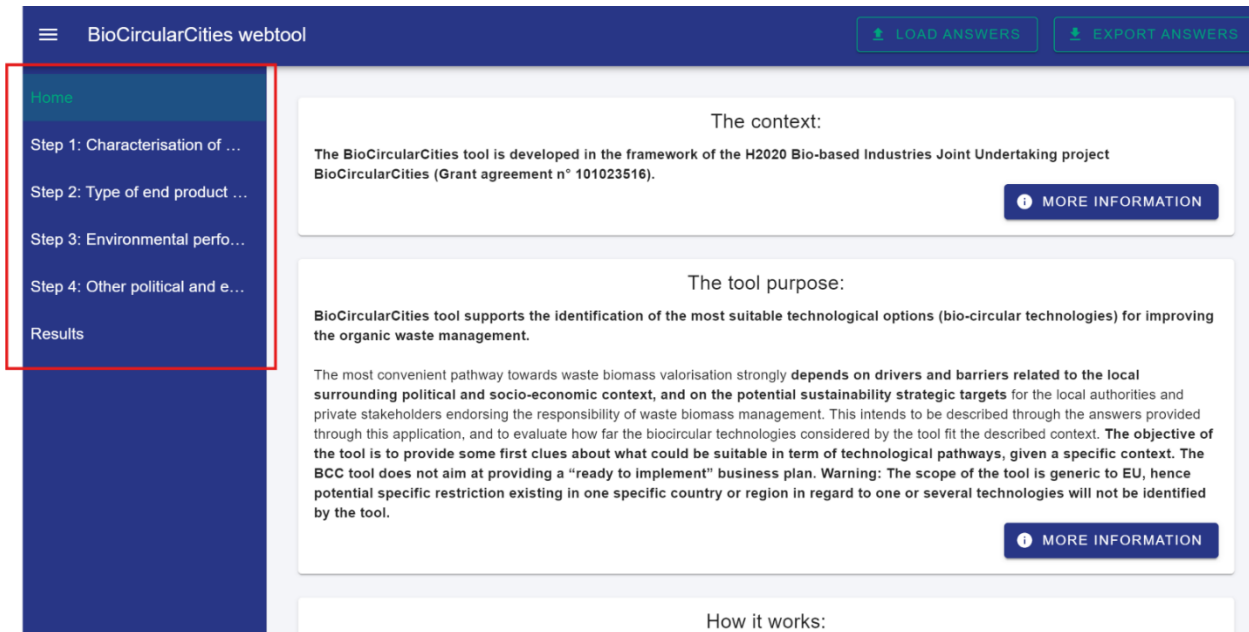 BioCircularCities webtool
LOAD ANSWERS
EXPORT ANSWERS
Home
Step 1: Characterisation of ...
Step 2: Type of end product ...
Step 3: Environmental perfo...
Step 4: Other political and e...
Results
The context:
The BioCircularCities tool is developed in the framework of the H2020 Bio-based Industries Joint Undertaking project
BioCircularCities (Grant agreement n° 101023516).
MORE INFORMATION
The tool purpose:
BioCircularCities tool supports the identification of the most suitable technological options (bio-circular technologies) for improving
the organic waste management.
The most convenient pathway towards waste biomass valorisation strongly depends on drivers and barriers related to the local
surrounding political and socio-economic context, and on the potential sustainability strategic targets for the local authorities and
private stakeholders endorsing the responsibility of waste biomass management. This intends to be described through the answers provided
through this application, and to evaluate how far the biocircular technologies considered by the tool fit the described context. The objective of
the tool is to provide some first clues about what could be suitable in term of technological pathways, given a specific context. The
BCC tool does not aim at providing a “ready to implement” business plan. Warning: The scope of the tool is generic to EU, hence
potential specific restriction existing in one specific country or region in regard to one or several technologies will not be identified
by the tool.
MORE INFORMATION
How it works: